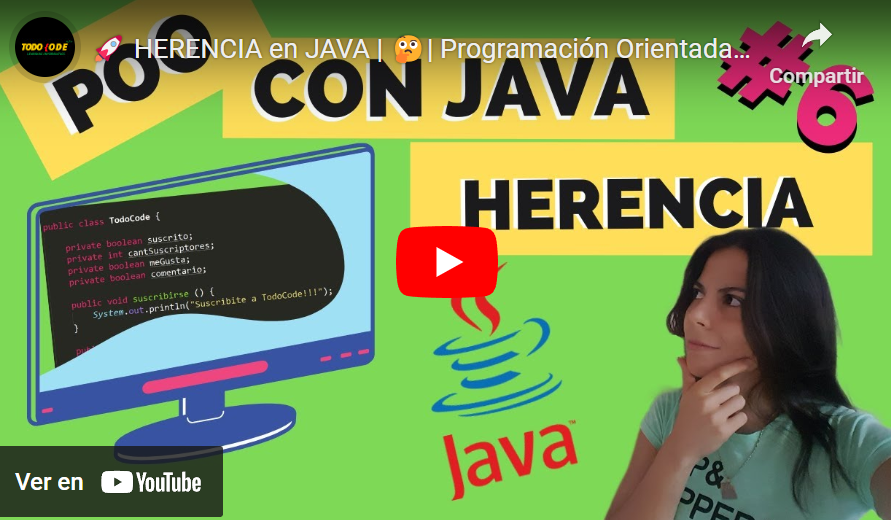 TODO CODE
🚀 HERENCIA en JAVA | 🤔 | Programación Orientada...
Compartir
POO
CON JAVA
#6
HERENCIA
public class TodoCode {
private boolean suscrito;
private int cantSuscriptores;
private boolean meGusta;
private boolean comentario;
public void suscribirse () {
System.out.println("Suscribite a TodoCode!!!");
}
Java™
Ver en YouTube